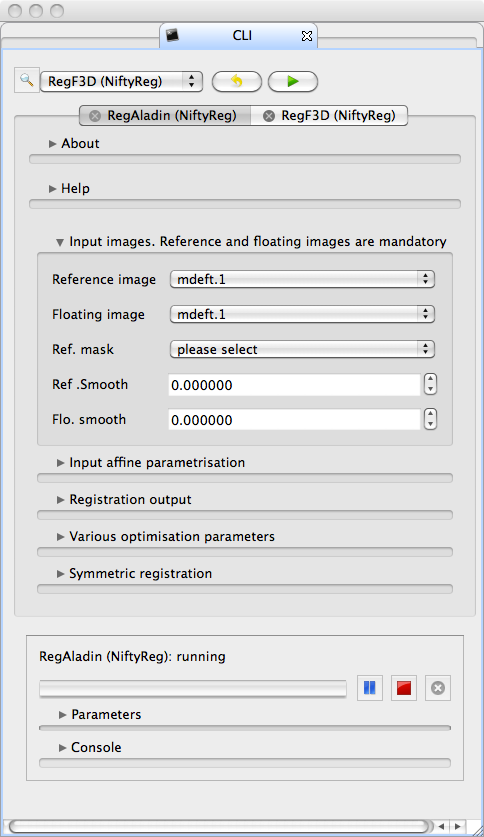 CLI
RegF3D (NiftyReg)
RegAladin (NiftyReg) RegF3D (NiftyReg)
About
Help
Input images. Reference and floating images are mandatory
Reference image mdeft.1
Floating image mdeft.1
Ref. mask please select
Ref .Smooth 0.000000
Flo. smooth 0.000000
Input affine parametrisation
Registration output
Various optimisation parameters
Symmetric registration
RegAladin (NiftyReg): running
Parameters
Console